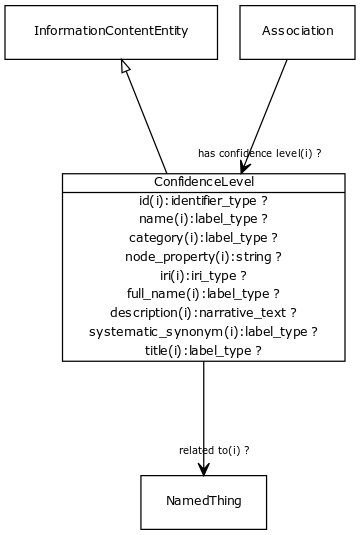 InformationContentEntity
Association
has confidence level(i) ?
ConfidenceLevel
id(i):identifier_type ?
name(i):label_type ?
category(i):label_type ?
node_property(i):string ?
iri(i):iri_type ?
full_name(i):label_type ?
description(i):narrative_text ?
systematic_synonym(i):label_type ?
title(i):label_type ?
related to(i) ?
NamedThing